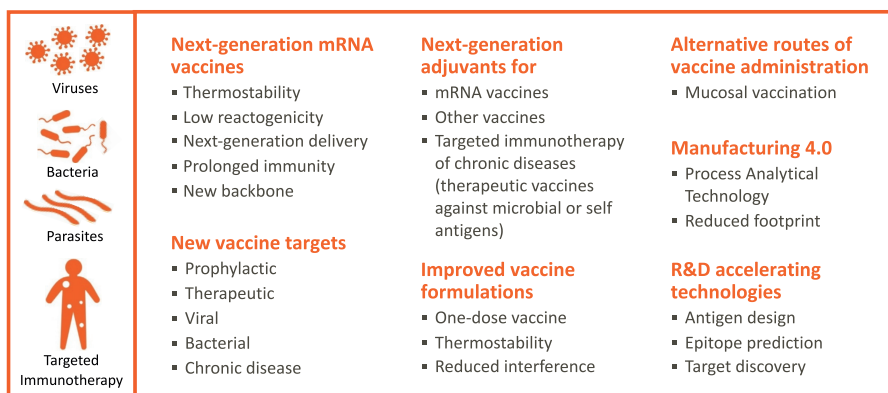 Viruses
Bacteria
Parasites
Targeted
Immunotherapy
Next-generation mRNA
vaccines
▪ Thermostability
▪ Low reactogenicity
▪ Next-generation delivery
▪ Prolonged immunity
▪ New backbone
New vaccine targets
▪ Prophylactic
▪ Therapeutic
▪ Viral
▪ Bacterial
▪ Chronic disease
Next-generation
adjuvants for
▪ mRNA vaccines
▪ Other vaccines
▪ Targeted immunotherapy
of chronic diseases
(therapeutic vaccines
against microbial or self
antigens)
Improved vaccine
formulations
▪ One-dose vaccine
▪ Thermostability
▪ Reduced interference
Alternative routes of
vaccine administration
▪ Mucosal vaccination
Manufacturing 4.0
▪ Process Analytical
Technology
▪ Reduced footprint
R&D accelerating
technologies
▪ Antigen design
▪ Epitope prediction
▪ Target discovery